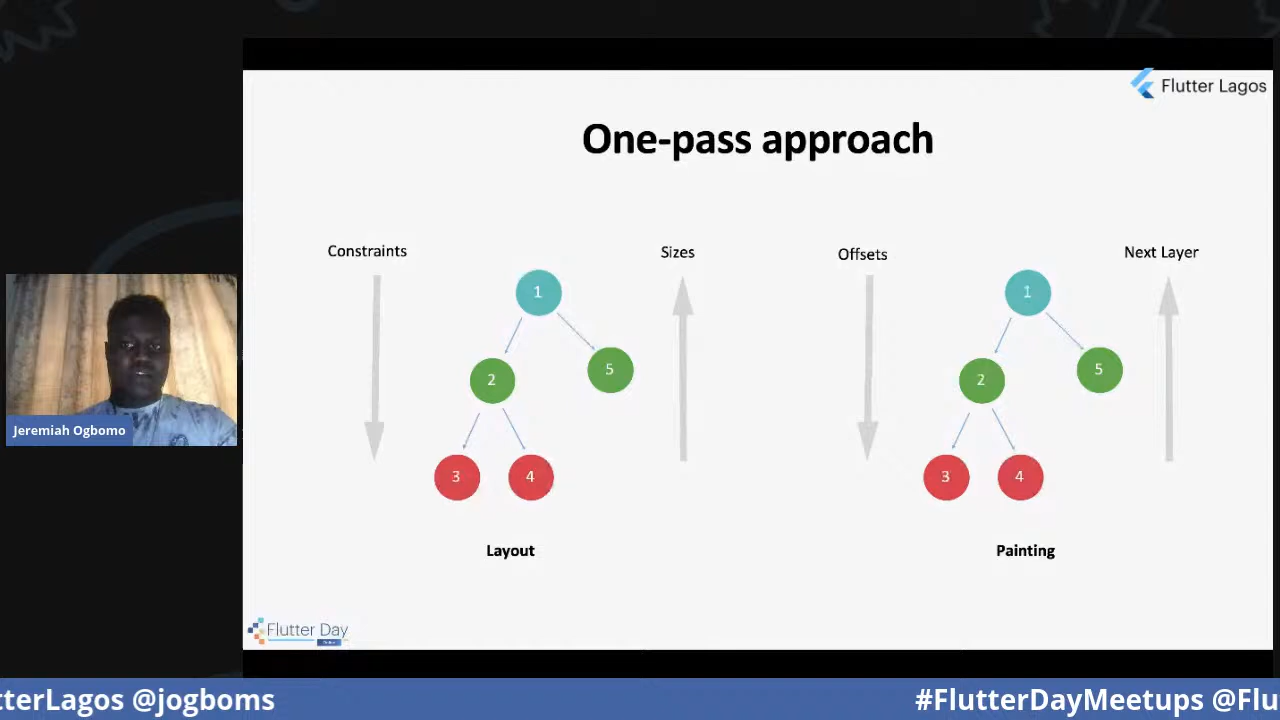 Flutter Lagos
One-pass approach
Constraints
Sizes
Offsets
Next Layer
1
1
2
5
2
5
3
4
3
4
Layout
Painting
Jeremiah Ogbomo
Flutter Day
tterLagos @jogboms
#FlutterDayMeetups @Flu